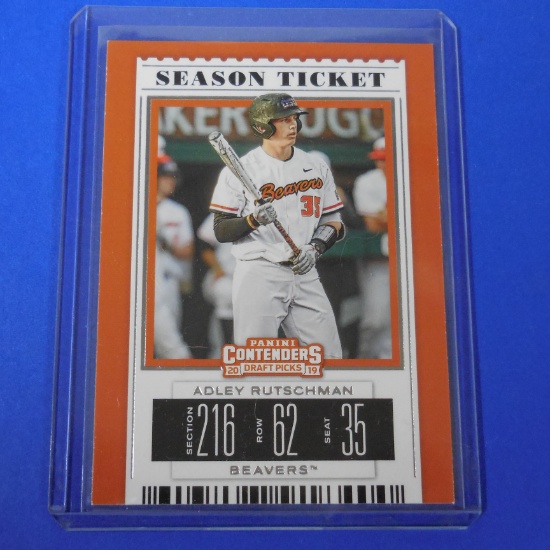 SEASON TICKET
Beavers
35
PANINI
CONTENDERS
20 DRAFT PICKS 19
ADLEY RUTSCHMAN
SECTION 216 ROW 62 SEAT 35
BEAVERS™